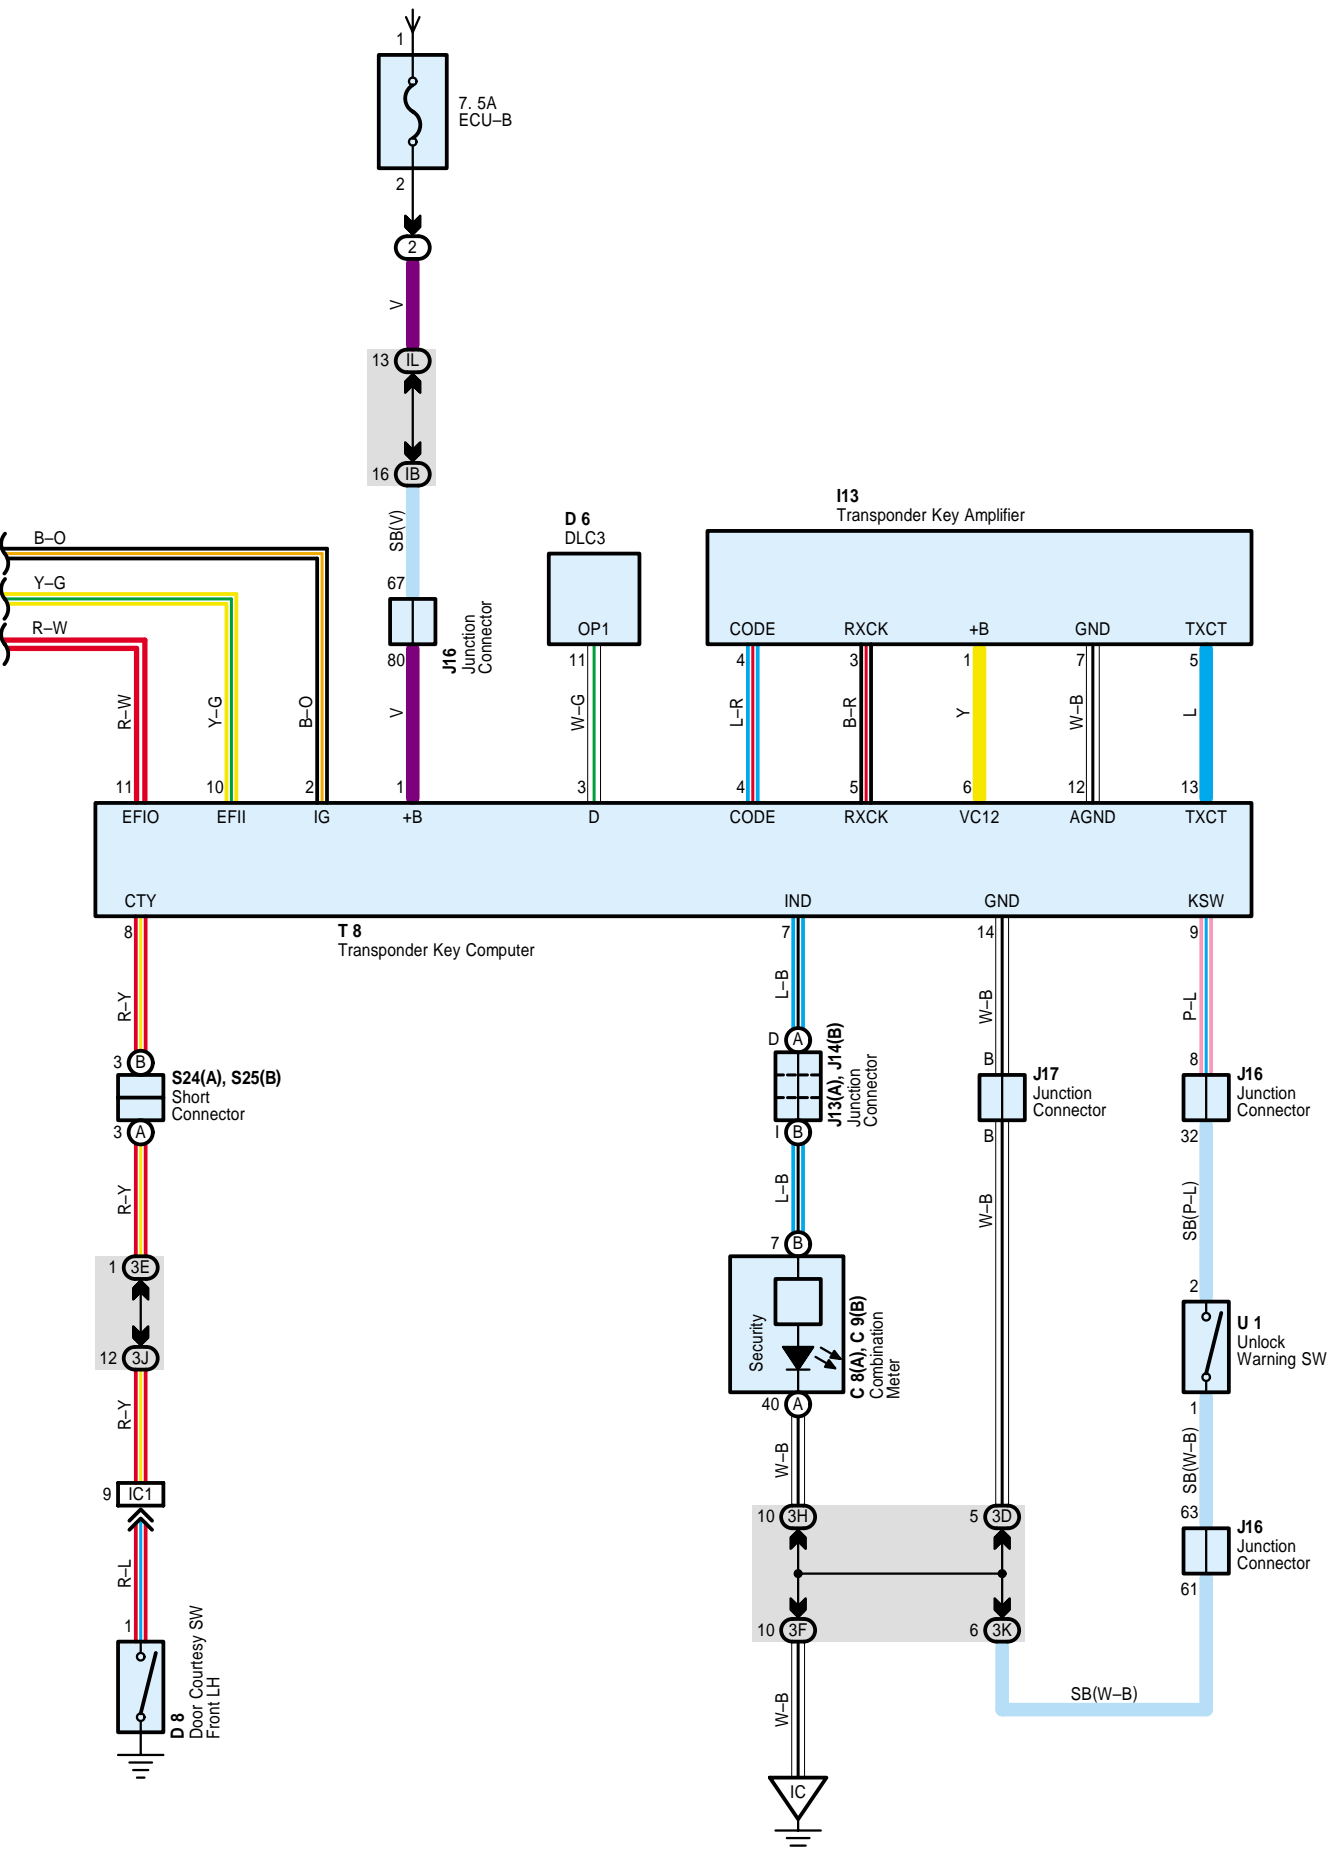 1
7. 5A
ECU–B
2
2
V
13 IL
16 IB
SB(V)
67
J16
Junction
Connector
80
V
1
B–O
Y–G
R–W
R–W
Y–G
B–O
11
10
2
D 6
DLC3
OP1
11
W–G
3
I13
Transponder Key Amplifier
CODE RXCK +B GND TXCT
4 3 1 7 5
L–R B–R Y W–B L
4 5 6 12 13
EFIO EFII IG +B D CODE RXCK VC12 AGND TXCT
CTY IND GND KSW
T 8
Transponder Key Computer
8
R–Y
3 B
S24(A), S25(B)
Short
Connector
3 A
R–Y
1 3E
12 3J
R–Y
9 IC1
R–L
1
D 8
Door Courtesy SW
Front LH
7
L–B
D A
J13(A), J14(B)
Junction
Connector
I B
L–B
7 B
Security
C 8(A), C 9(B)
Combination
Meter
40 A
W–B
10 3H
10 3F
W–B
IC
14
W–B
B
J17
Junction
Connector
B
W–B
5 3D
6 3K
SB(W–B)
9
P–L
8
J16
Junction
Connector
32
SB(P–L)
2
U 1
Unlock
Warning SW
1
SB(W–B)
63
J16
Junction
Connector
61